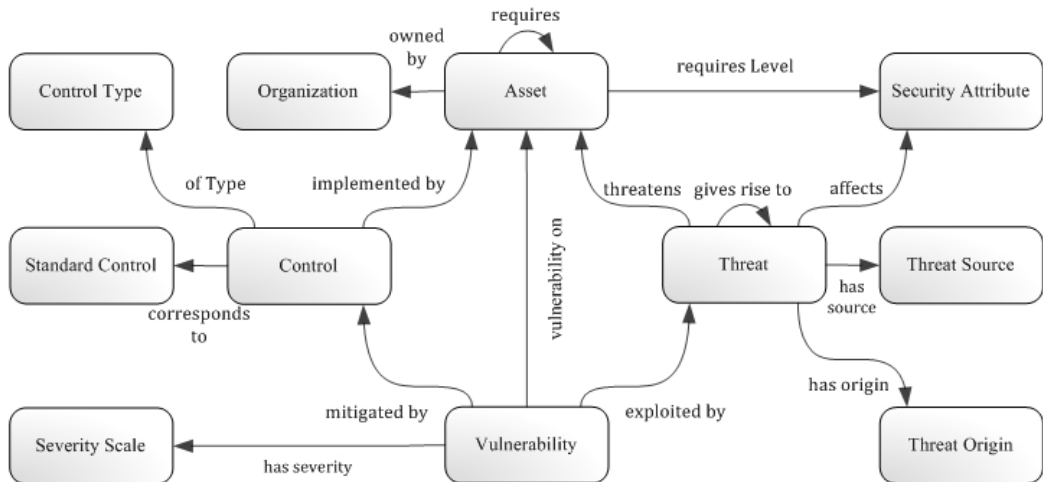 requires
owned
by
requires Level
Control Type
Organization
Asset
Security Attribute
of Type
implemented by
threatens
gives rise to
affects
vulnerability on
Standard Control
Control
Threat
Threat Source
has
source
corresponds
to
has origin
mitigated by
exploited by
Severity Scale
has severity
Vulnerability
Threat Origin